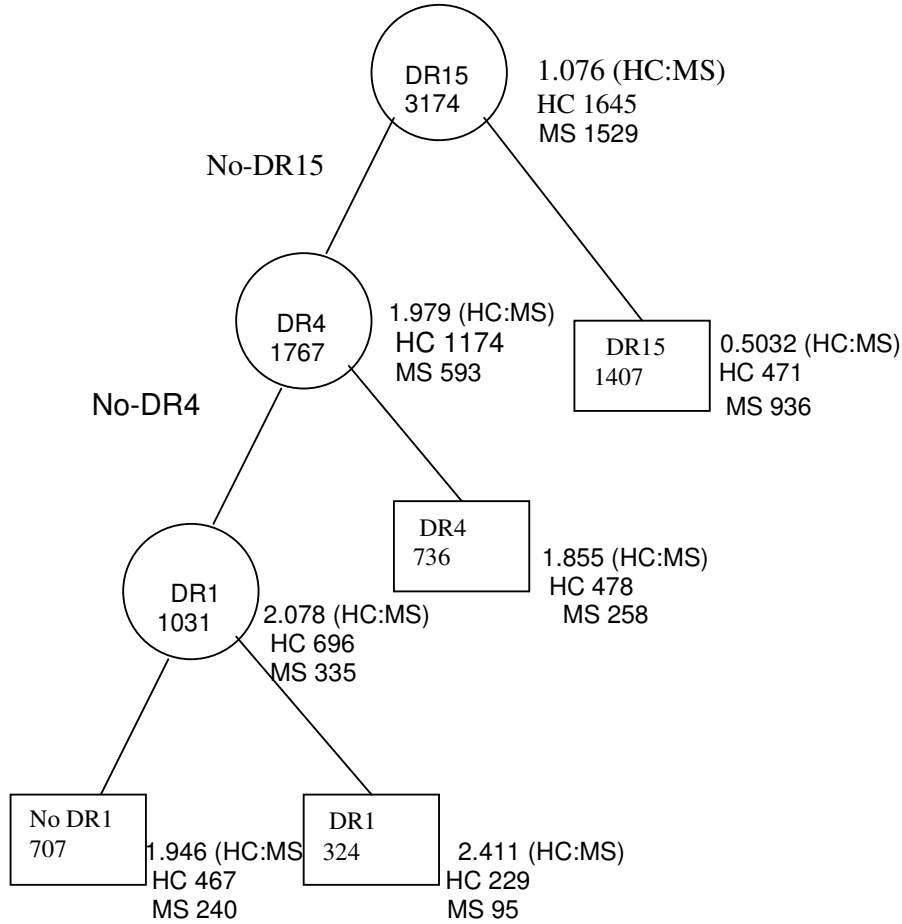 DR15
3174
1.076 (HC:MS)
HC 1645
MS 1529
No-DR15
DR4
1767
1.979 (HC:MS)
HC 1174
MS 593
DR15
1407
0.5032 (HC:MS)
HC 471
MS 936
No-DR4
DR4
736
1.855 (HC:MS)
HC 478
MS 258
DR1
1031
2.078 (HC:MS)
HC 696
MS 335
No DR1
707
1.946 (HC:MS
HC 467
MS 240
DR1
324
2.411 (HC:MS)
HC 229
MS 95